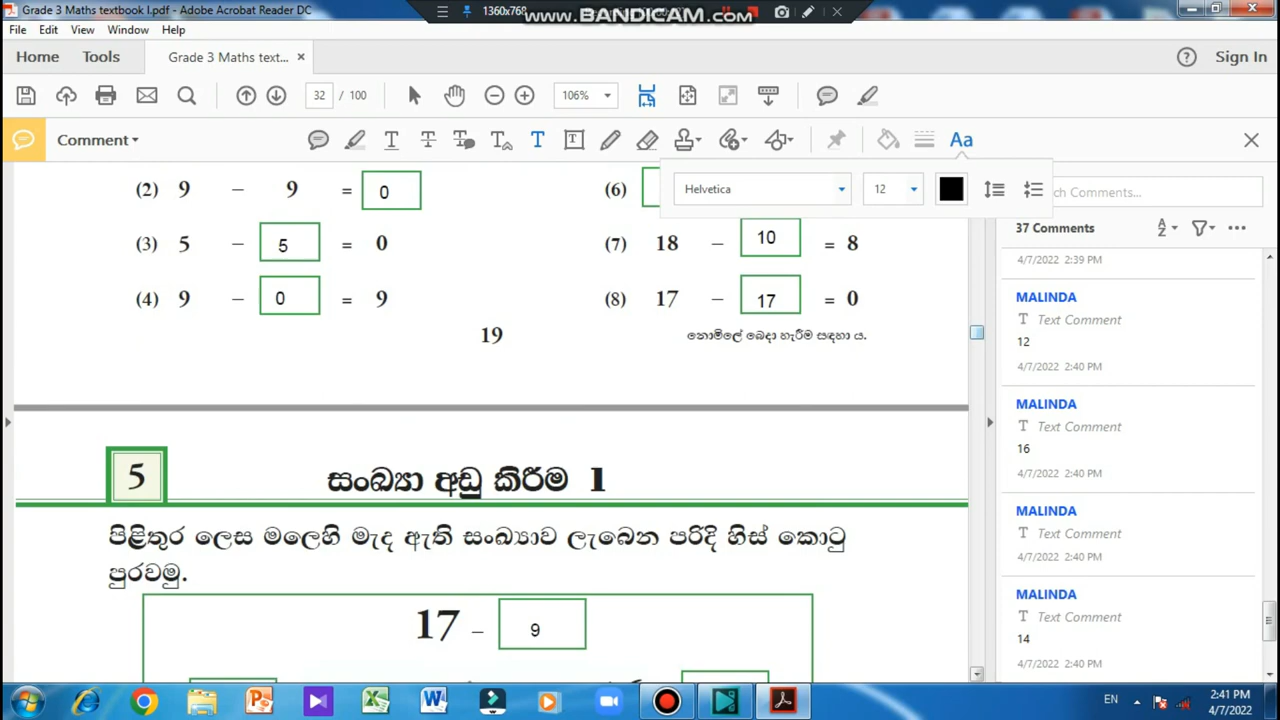 Grade 3 Maths textbook I.pdf - Adobe Acrobat Reader DC
1360x768
www.BANDICAM.com
File Edit View Window Help
Home Tools Grade 3 Maths text... ×
Sign In
32 / 100
106%
Comment
Helvetica
12
Aa
ch Comments...
37 Comments
(2) 9 – 9 = 0
(6)
(3) 5 – 5 = 0
(7) 18 – 10 = 8
(4) 9 – 0 = 9
(8) 17 – 17 = 0
19
නොමිලේ බෙදා හැරීම සඳහා ය.
5
සංඛ්‍යා අඩු කිරීම 1
පිළිතුර ලෙස මලෙහි මැද ඇති සංඛ්‍යාව ලැබෙන පරිදි හිස් කොටු
පුරවමු.
17 – 9
4/7/2022 2:39 PM
MALINDA
T Text Comment
12
4/7/2022 2:40 PM
MALINDA
T Text Comment
16
4/7/2022 2:40 PM
MALINDA
T Text Comment
4/7/2022 2:40 PM
MALINDA
T Text Comment
14
4/7/2022 2:40 PM
EN
2:41 PM
4/7/2022